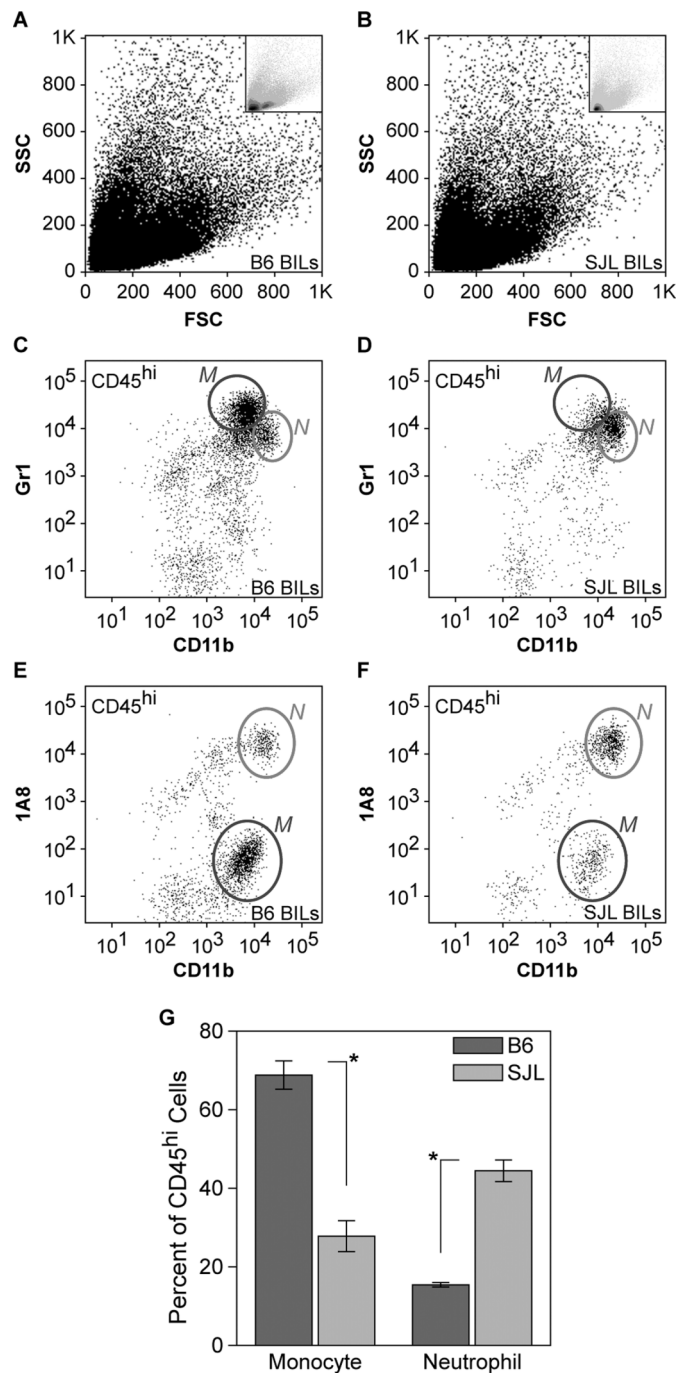 A
1K
800
600
400
200
0
SSC
0 200 400 600 800 1K
FSC
B6 BILs
B
1K
800
600
400
200
0
SSC
0 200 400 600 800 1K
FSC
SJL BILs
C
CD45hi
M
N
10^5
10^4
10^3
10^2
10^1
Gr1
B6 BILs
10^1 10^2 10^3 10^4 10^5
CD11b
D
CD45hi
M
N
10^5
10^4
10^3
10^2
10^1
Gr1
SJL BILs
10^1 10^2 10^3 10^4 10^5
CD11b
E
CD45hi
N
M
10^5
10^4
10^3
10^2
10^1
1A8
B6 BILs
10^1 10^2 10^3 10^4 10^5
CD11b
F
CD45hi
N
M
10^5
10^4
10^3
10^2
10^1
1A8
SJL BILs
10^1 10^2 10^3 10^4 10^5
CD11b
G
80
60
40
20
0
Percent of CD45hi Cells
*
*
B6
SJL
Monocyte Neutrophil